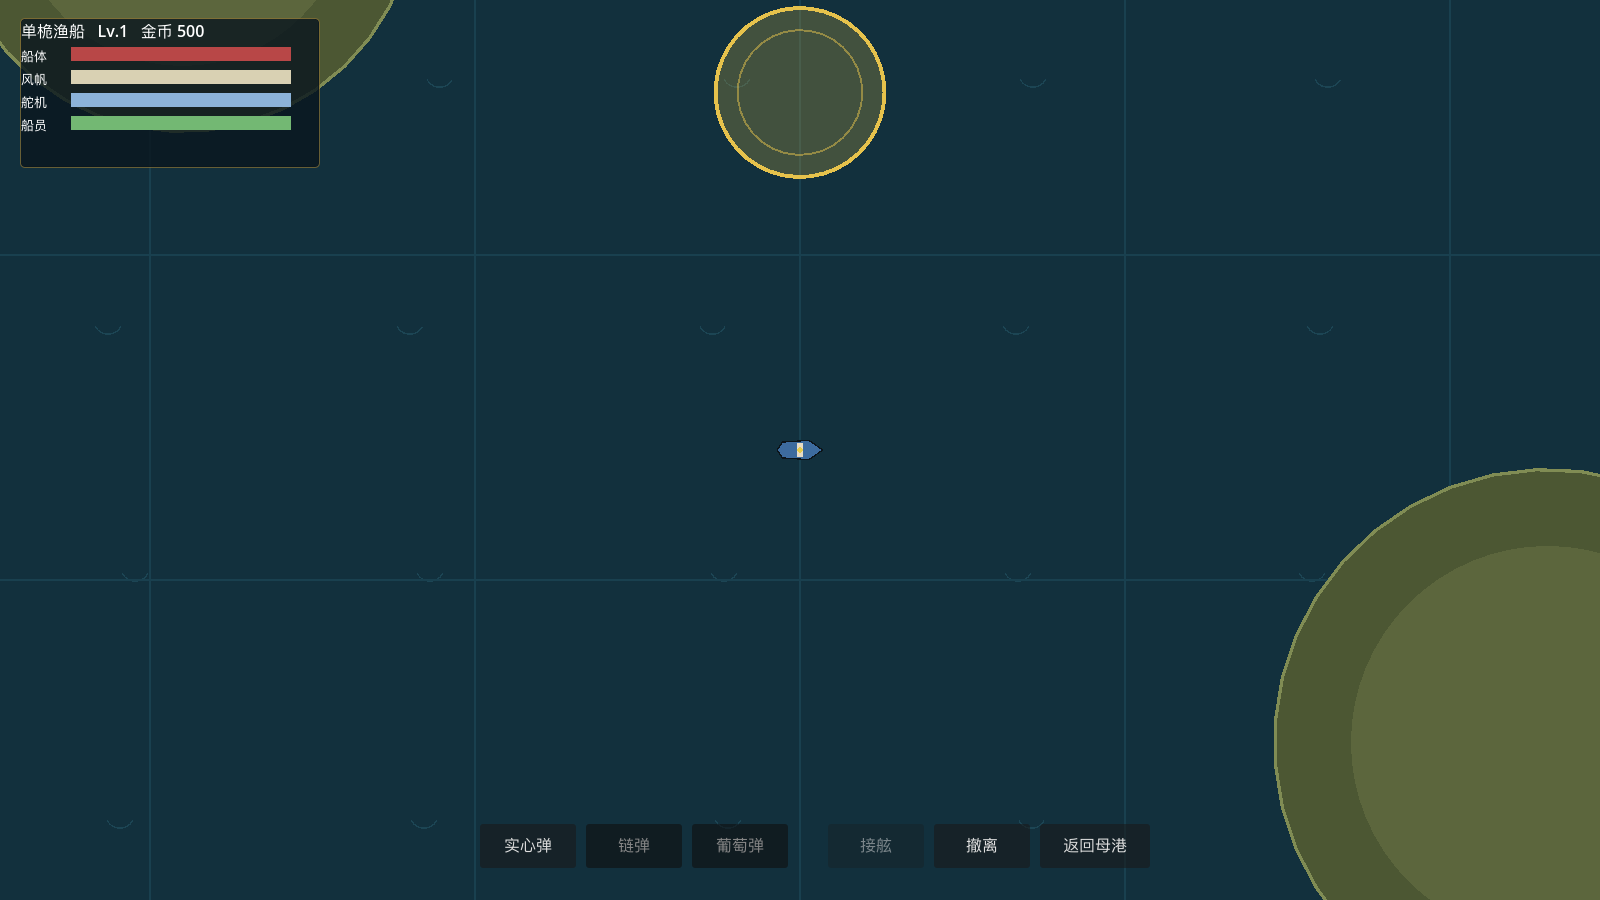 单桅渔船 Lv.1 金币 500
船体
风帆
舵机
船员
实心弹 链弹 葡萄弹 接舷 撤离 返回母港